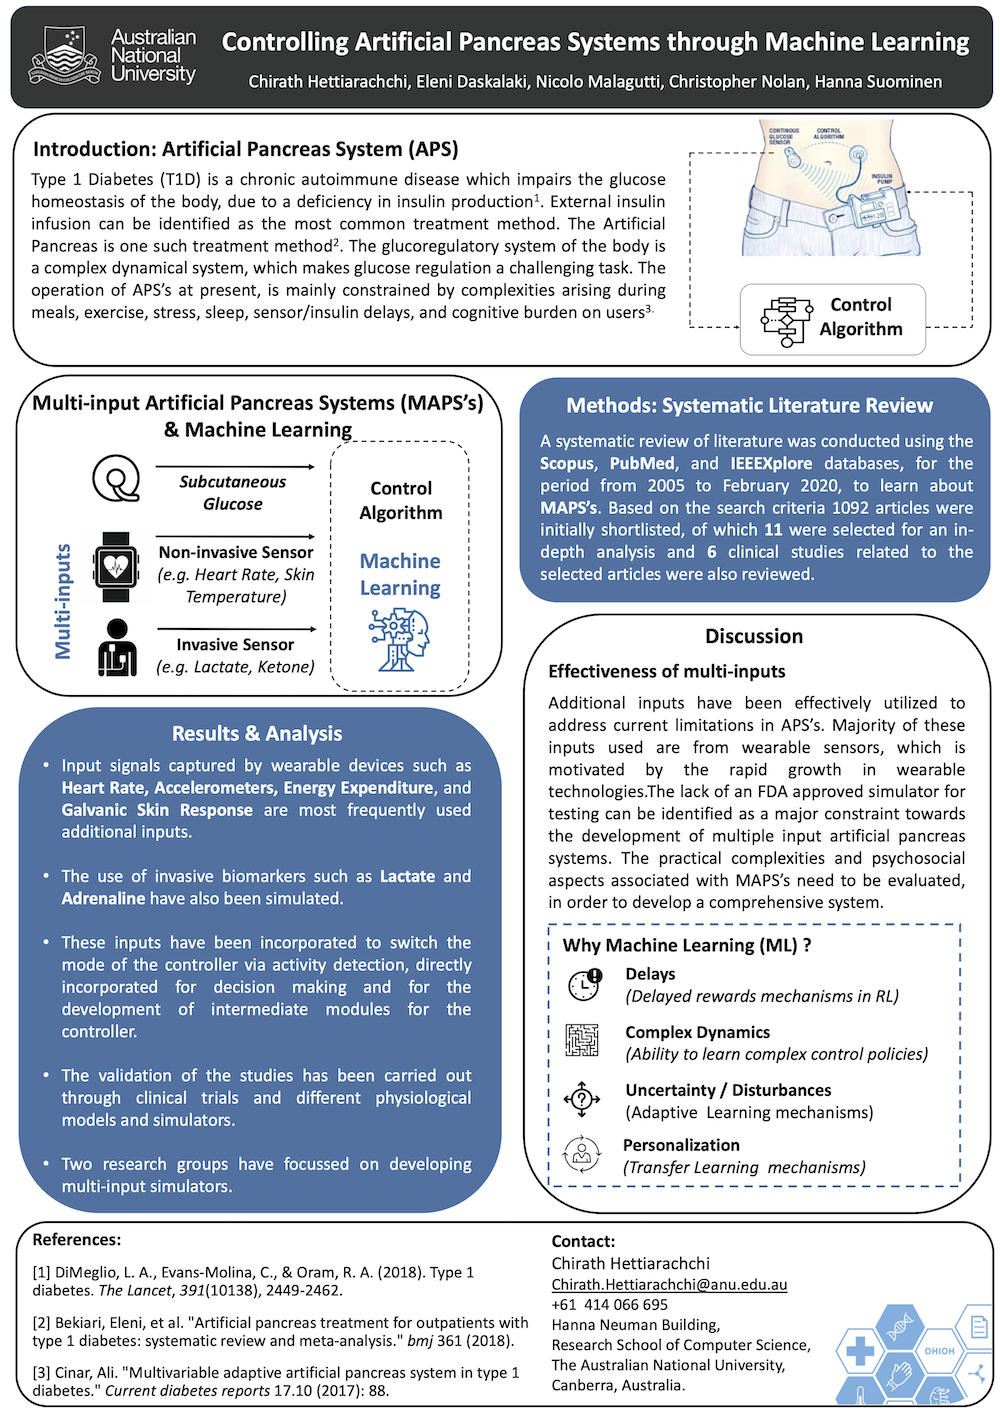 Australian
National
University
Controlling Artificial Pancreas Systems through Machine Learning
Chirath Hettiarachchi, Eleni Daskalaki, Nicolo Malagutti, Christopher Nolan, Hanna Suominen
Introduction: Artificial Pancreas System (APS)
Type 1 Diabetes (T1D) is a chronic autoimmune disease which impairs the glucose
homeostasis of the body, due to a deficiency in insulin production1. External insulin
infusion can be identified as the most common treatment method. The Artificial
Pancreas is one such treatment method2. The glucoregulatory system of the body is
a complex dynamical system, which makes glucose regulation a challenging task. The
operation of APS's at present, is mainly constrained by complexities arising during
meals, exercise, stress, sleep, sensor/insulin delays, and cognitive burden on users3.
CONTINOUS
GLUCOSE
SENSOR
CONTROL
ALGORITHM
INSULIN
PUMP
Control
Algorithm
Multi-input Artificial Pancreas Systems (MAPS's)
& Machine Learning
Multi-inputs
Subcutaneous
Glucose
Non-invasive Sensor
(e.g. Heart Rate, Skin
Temperature)
Invasive Sensor
(e.g. Lactate, Ketone)
Control
Algorithm
Machine
Learning
Methods: Systematic Literature Review
A systematic review of literature was conducted using the
Scopus, PubMed, and IEEEXplore databases, for the
period from 2005 to February 2020, to learn about
MAPS's. Based on the search criteria 1092 articles were
initially shortlisted, of which 11 were selected for an in-
depth analysis and 6 clinical studies related to the
selected articles were also reviewed.
Results & Analysis
• Input signals captured by wearable devices such as
Heart Rate, Accelerometers, Energy Expenditure, and
Galvanic Skin Response are most frequently used
additional inputs.
• The use of invasive biomarkers such as Lactate and
Adrenaline have also been simulated.
• These inputs have been incorporated to switch the
mode of the controller via activity detection, directly
incorporated for decision making and for the
development of intermediate modules for the
controller.
• The validation of the studies has been carried out
through clinical trials and different physiological
models and simulators.
• Two research groups have focussed on developing
multi-input simulators.
Discussion
Effectiveness of multi-inputs
Additional inputs have been effectively utilized to
address current limitations in APS's. Majority of these
inputs used are from wearable sensors, which is
motivated by the rapid growth in wearable
technologies.The lack of an FDA approved simulator for
testing can be identified as a major constraint towards
the development of multiple input artificial pancreas
systems. The practical complexities and psychosocial
aspects associated with MAPS's need to be evaluated,
in order to develop a comprehensive system.
Why Machine Learning (ML) ?
Delays
(Delayed rewards mechanisms in RL)
Complex Dynamics
(Ability to learn complex control policies)
Uncertainty / Disturbances
(Adaptive Learning mechanisms)
Personalization
(Transfer Learning mechanisms)
References:
[1] DiMeglio, L. A., Evans-Molina, C., & Oram, R. A. (2018). Type 1
diabetes. The Lancet, 391(10138), 2449-2462.
[2] Bekiari, Eleni, et al. "Artificial pancreas treatment for outpatients with
type 1 diabetes: systematic review and meta-analysis." bmj 361 (2018).
[3] Cinar, Ali. "Multivariable adaptive artificial pancreas system in type 1
diabetes." Current diabetes reports 17.10 (2017): 88.
Contact:
Chirath Hettiarachchi
Chirath.Hettiarachchi@anu.edu.au
+61 414 066 695
Hanna Neuman Building,
Research School of Computer Science,
The Australian National University,
Canberra, Australia.
OHIOH